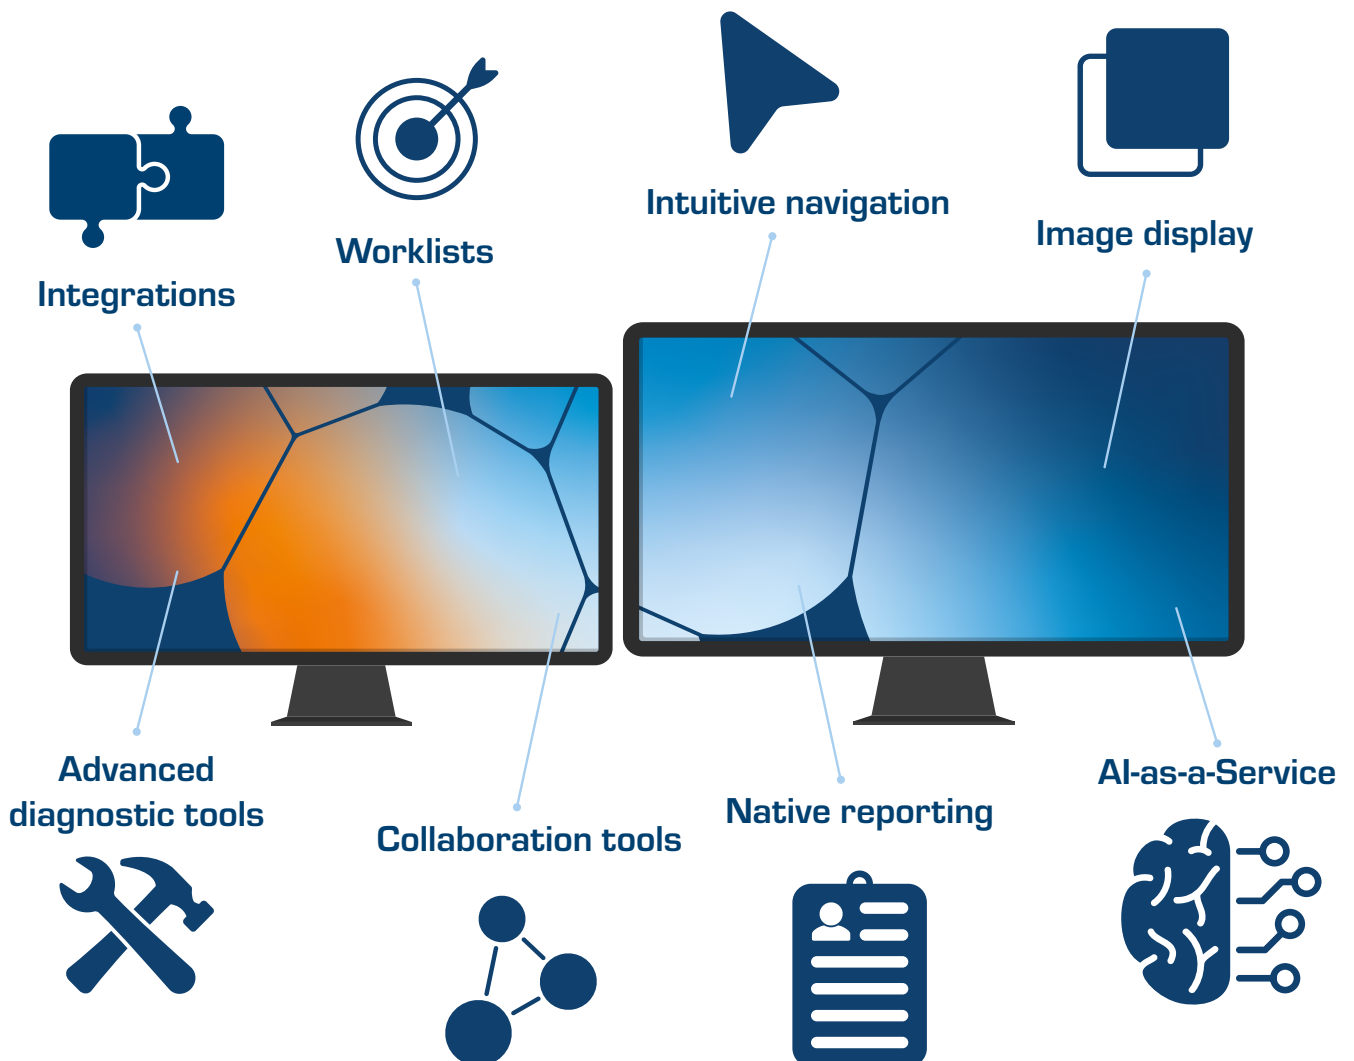 Intuitive navigation
Image display
Worklists
Integrations
Advanced
diagnostic tools
Collaboration tools
Native reporting
AI-as-a-Service